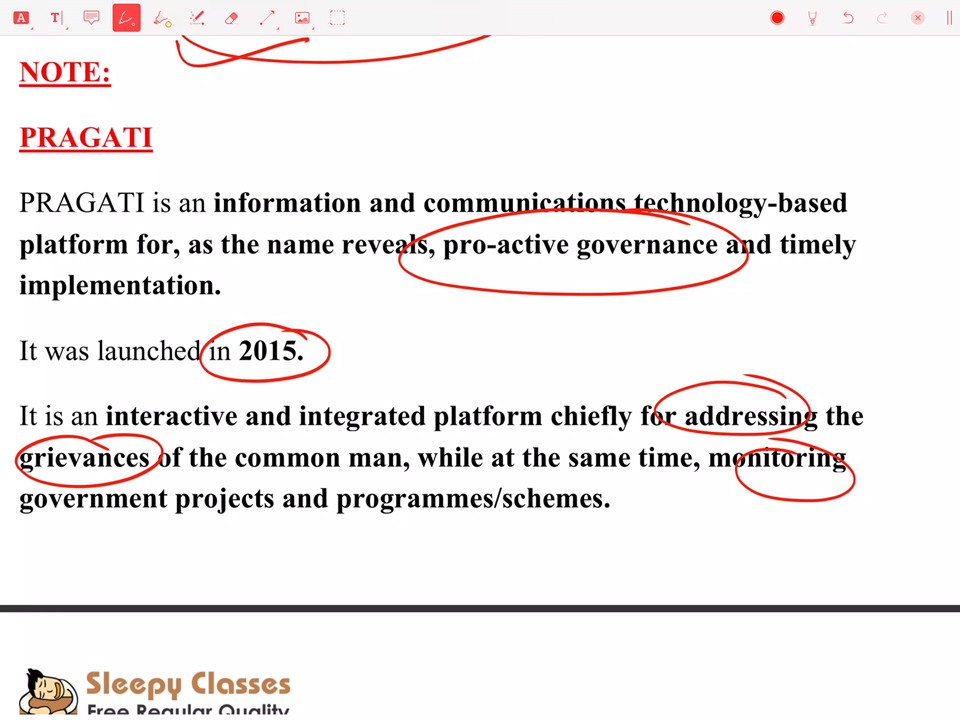 NOTE:
PRAGATI
PRAGATI is an information and communications technology-based
platform for, as the name reveals, pro-active governance and timely
implementation.
It was launched in 2015.
It is an interactive and integrated platform chiefly for addressing the
grievances of the common man, while at the same time, monitoring
government projects and programmes/schemes.
Sleepy Classes
Free Regular Quality